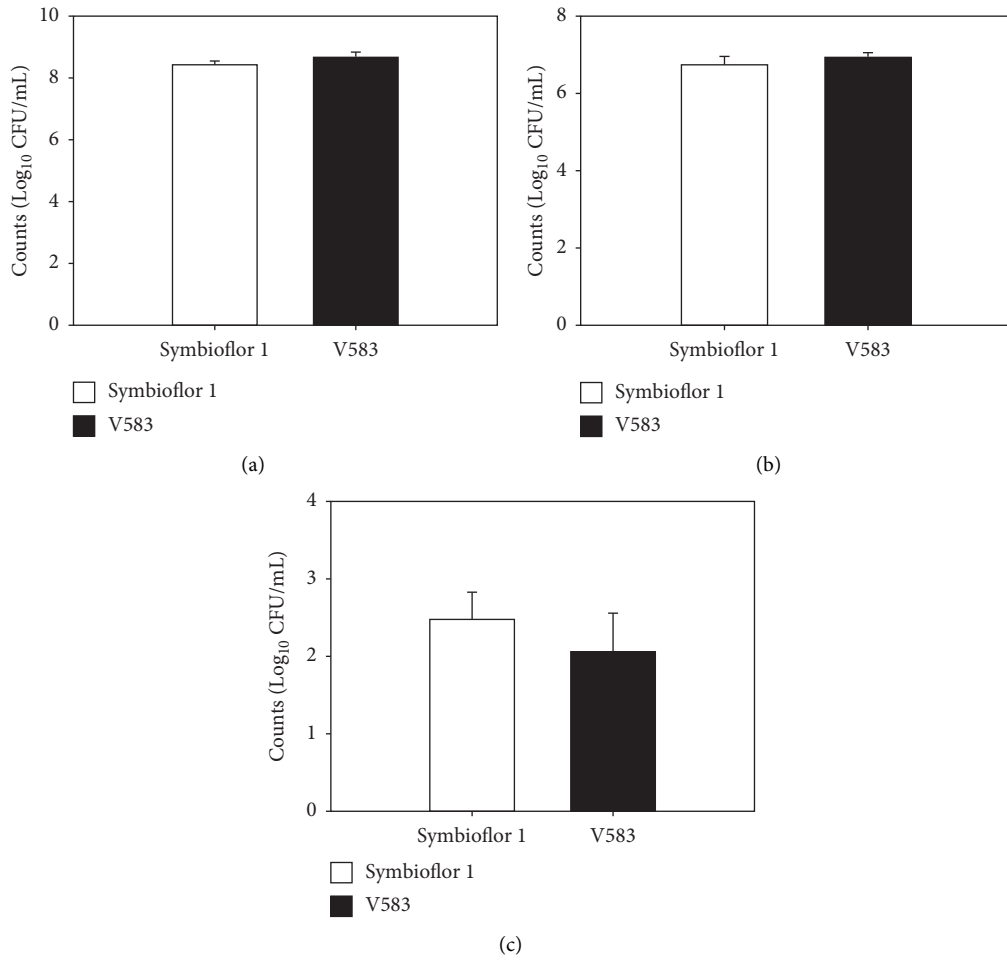 10
8
6
4
2
0
Counts (Log₁₀ CFU/mL)
Symbioflor 1
V583
Symbioflor 1
V583
(a)
8
6
4
2
0
Counts (Log₁₀ CFU/mL)
Symbioflor 1
V583
Symbioflor 1
V583
(b)
4
3
2
1
0
Counts (Log₁₀ CFU/mL)
Symbioflor 1
V583
Symbioflor 1
V583
(c)